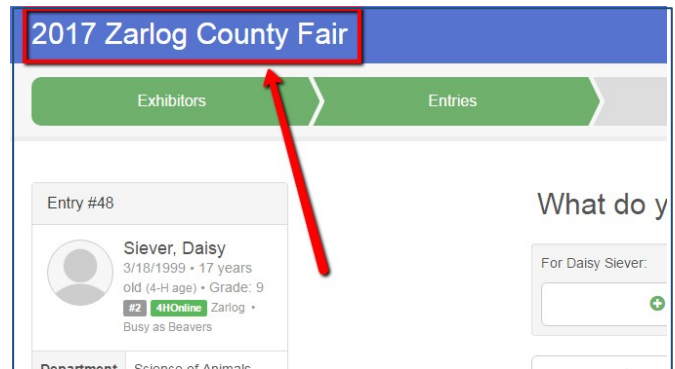 2017 Zarlog County Fair
Exhibitors
Entries
Entry #48
Siever, Daisy
3/18/1999 • 17 years
old (4-H age) • Grade: 9
#2 4HOnline Zarlog •
Busy as Beavers
Department Science of Animals
What do y
For Daisy Siever: